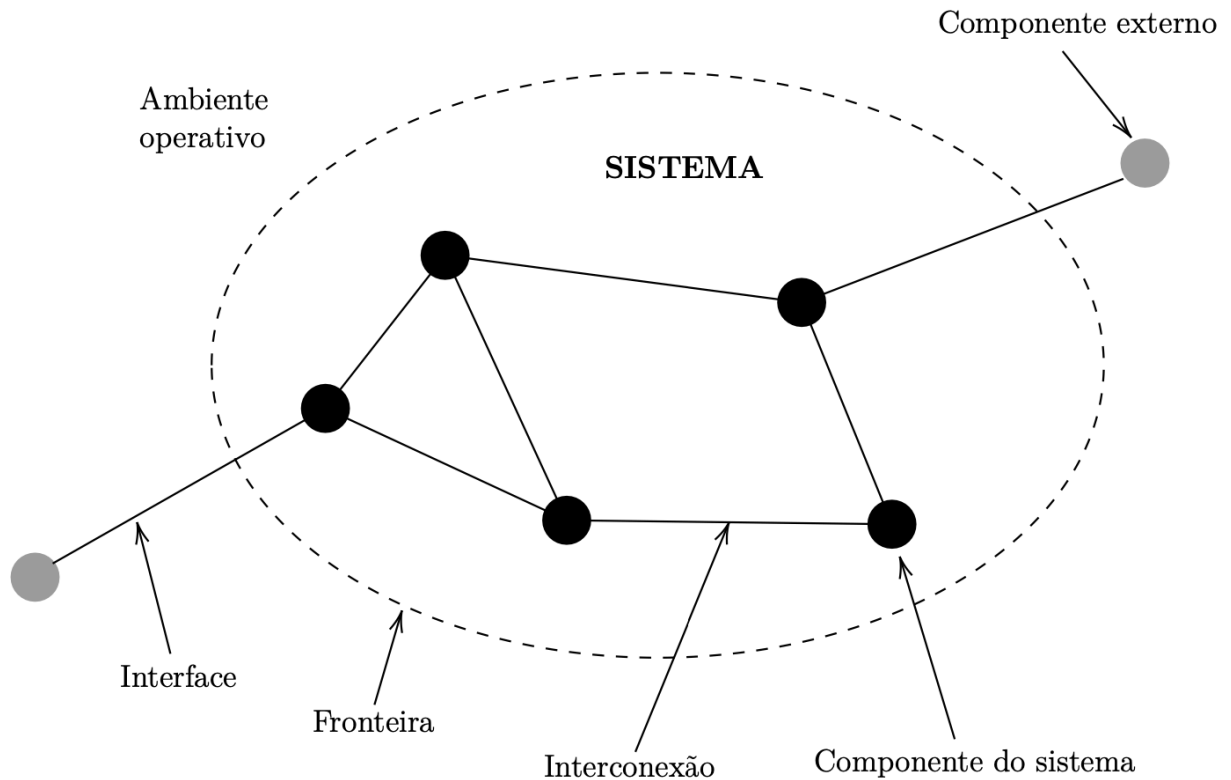 Componente externo
Ambiente
operativo
SISTEMA
Interface
Fronteira
Interconexão
Componente do sistema